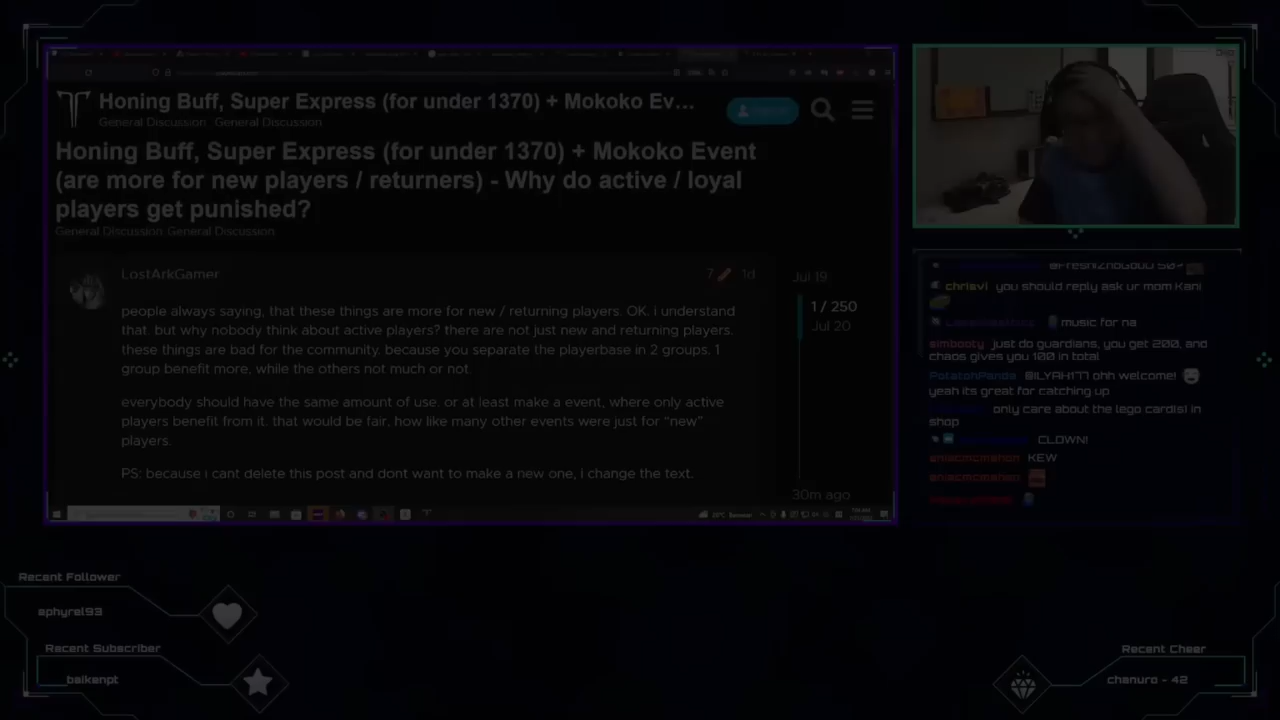 Honing Buff, Super Express (for under 1370) + Mokoko Ev...
General Discussion General Discussion
Honing Buff, Super Express (for under 1370) + Mokoko Event
(are more for new players / returners) - Why do active / loyal
players get punished?
General Discussion General Discussion
LostArkGamer
7
1d
people always saying, that these things are more for new / returning players. OK. i understand
that. but why nobody think about active players? there are not just new and returning players.
these things are bad for the community. because you separate the playerbase in 2 groups. 1
group benefit more, while the others not much or not.
everybody should have the same amount of use. or at least make a event, where only active
players benefit from it. that would be fair. how like many other events were just for “new”
players.
PS: because i cant delete this post and dont want to make a new one, i change the text.
Jul 19
1 / 250
Jul 20
30m ago
chrisvi you should reply ask ur mom Kani
music for na
simbooty just do guardians, you get 200, and
chaos gives you 100 in total
PotatohPanda @ILYAH177 ohh welcome!
yeah its great for catching up
only care about the lego card(s) in
shop
CLOWN!
KEW
Recent Follower
aphyrel93
Recent Subscriber
baikenpt
Recent Cheer
chanuro - 42